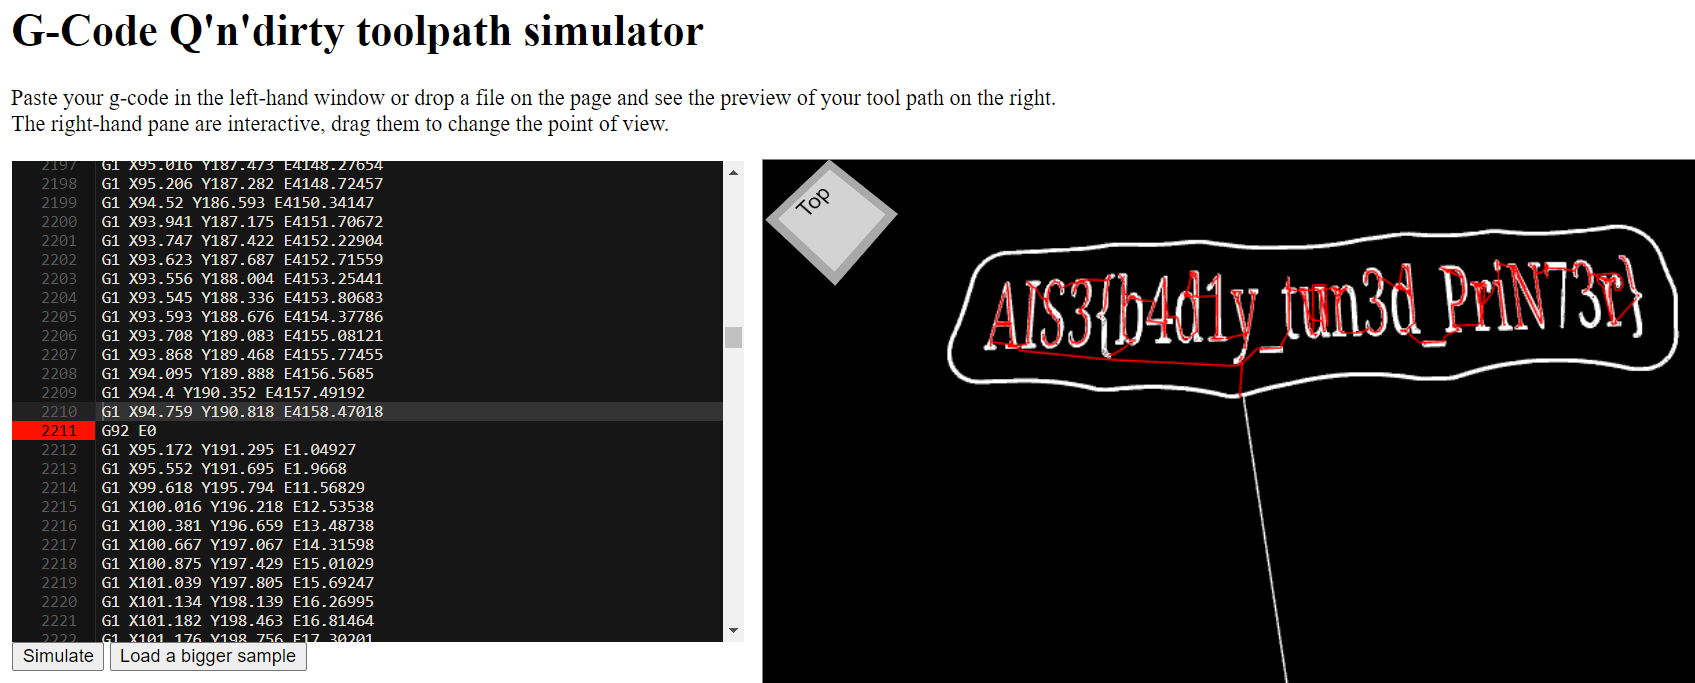 G-Code Q'n'dirty toolpath simulator
Paste your g-code in the left-hand window or drop a file on the page and see the preview of your tool path on the right.
The right-hand pane are interactive, drag them to change the point of view.
2197 G1 X95.016 Y187.473 E4148.27654
2198 G1 X95.206 Y187.282 E4148.72457
2199 G1 X94.52 Y186.593 E4150.34147
2200 G1 X93.941 Y187.175 E4151.70672
2201 G1 X93.747 Y187.422 E4152.22904
2202 G1 X93.623 Y187.687 E4152.71559
2203 G1 X93.556 Y188.004 E4153.25441
2204 G1 X93.545 Y188.336 E4153.80683
2205 G1 X93.593 Y188.676 E4154.37786
2206 G1 X93.708 Y189.083 E4155.08121
2207 G1 X93.868 Y189.468 E4155.77455
2208 G1 X94.095 Y189.888 E4156.5685
2209 G1 X94.4 Y190.352 E4157.49192
2210 G1 X94.759 Y190.818 E4158.47018
2211 G92 E0
2212 G1 X95.172 Y191.295 E1.04927
2213 G1 X95.552 Y191.695 E1.9668
2214 G1 X99.618 Y195.794 E11.56829
2215 G1 X100.016 Y196.218 E12.53538
2216 G1 X100.381 Y196.659 E13.48738
2217 G1 X100.667 Y197.067 E14.31598
2218 G1 X100.875 Y197.429 E15.01029
2219 G1 X101.039 Y197.805 E15.69247
2220 G1 X101.134 Y198.139 E16.26995
2221 G1 X101.182 Y198.463 E16.81464
2222 G1 X101.176 Y198.756 E17.30201
Simulate Load a bigger sample
Top
AIS3{b4d1y_tun3d_PriNT3r}